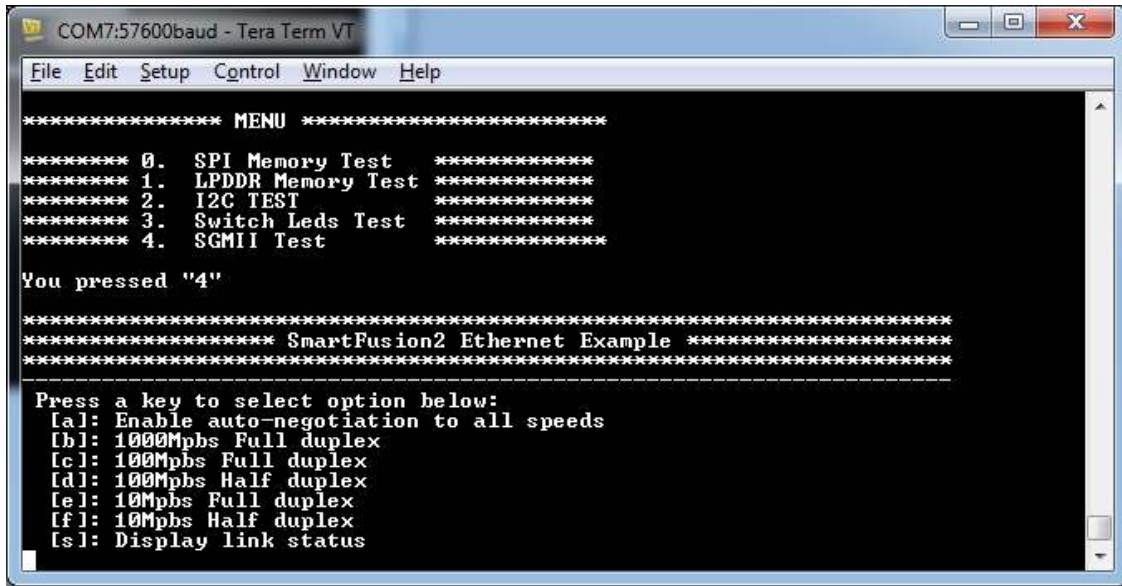 COM7:57600baud - Tera Term VT
File Edit Setup Control Window Help
*************** MENU ***********************
******** 0. SPI Memory Test ************
******** 1. LPDDR Memory Test ************
******** 2. I2C TEST ************
******** 3. Switch Leds Test ************
******** 4. SGMII Test *************
You pressed "4"
**********************************************************************
******************* SmartFusion2 Ethernet Example ********************
**********************************************************************
______________________________________________________________________
Press a key to select option below:
[a]: Enable auto-negotiation to all speeds
[b]: 1000Mpbs Full duplex
[c]: 100Mpbs Full duplex
[d]: 100Mpbs Half duplex
[e]: 10Mpbs Full duplex
[f]: 10Mpbs Half duplex
[s]: Display link status